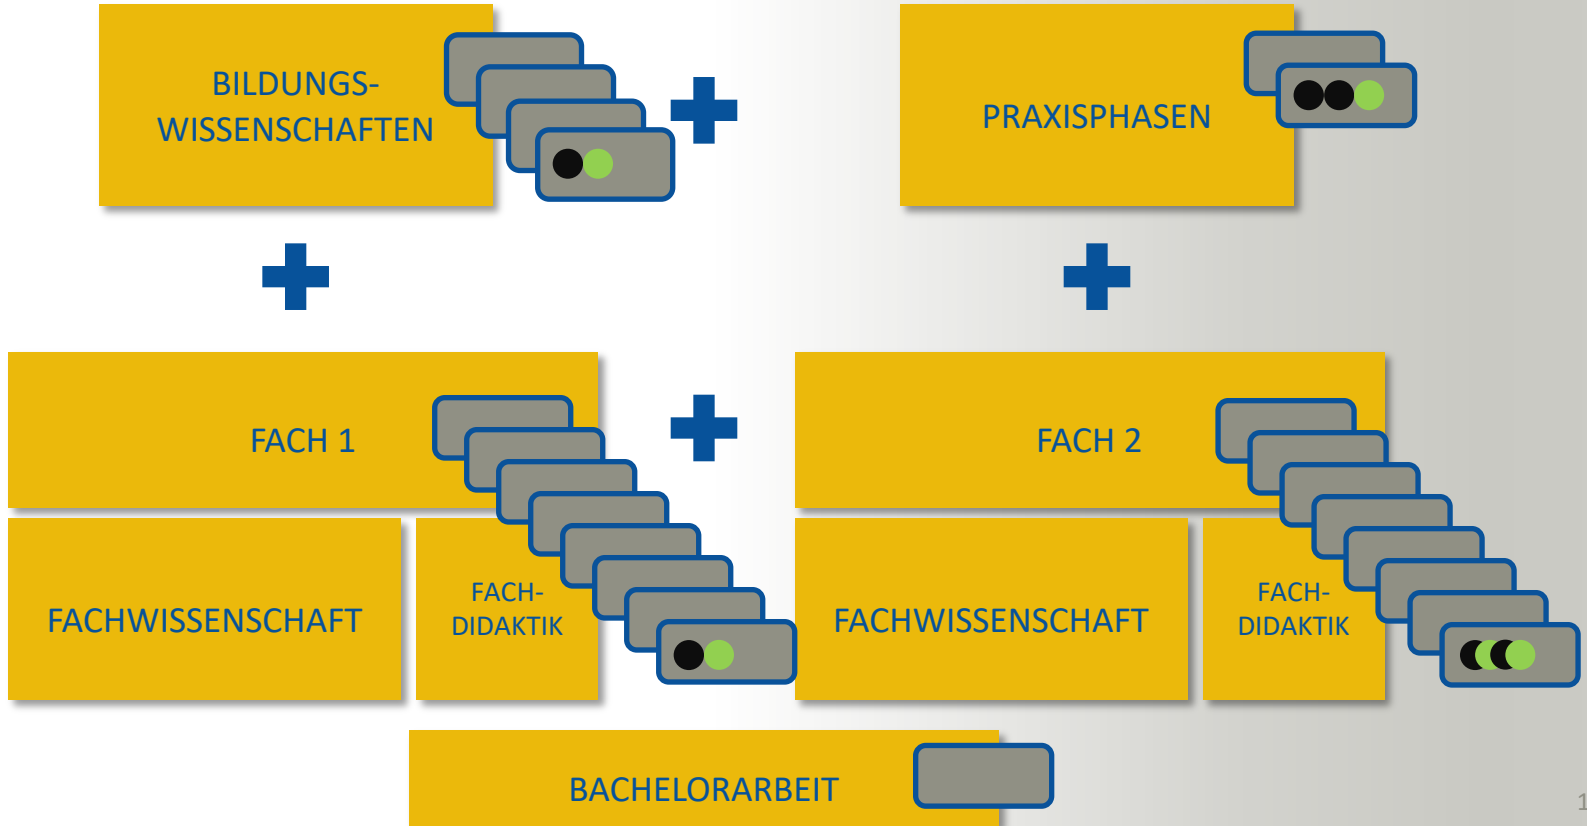 BILDUNGS-
WISSENSCHAFTEN
PRAXISPHASEN
FACH 1
FACH 2
FACHWISSENSCHAFT
FACH-
DIDAKTIK
FACHWISSENSCHAFT
FACH-
DIDAKTIK
BACHELORARBEIT